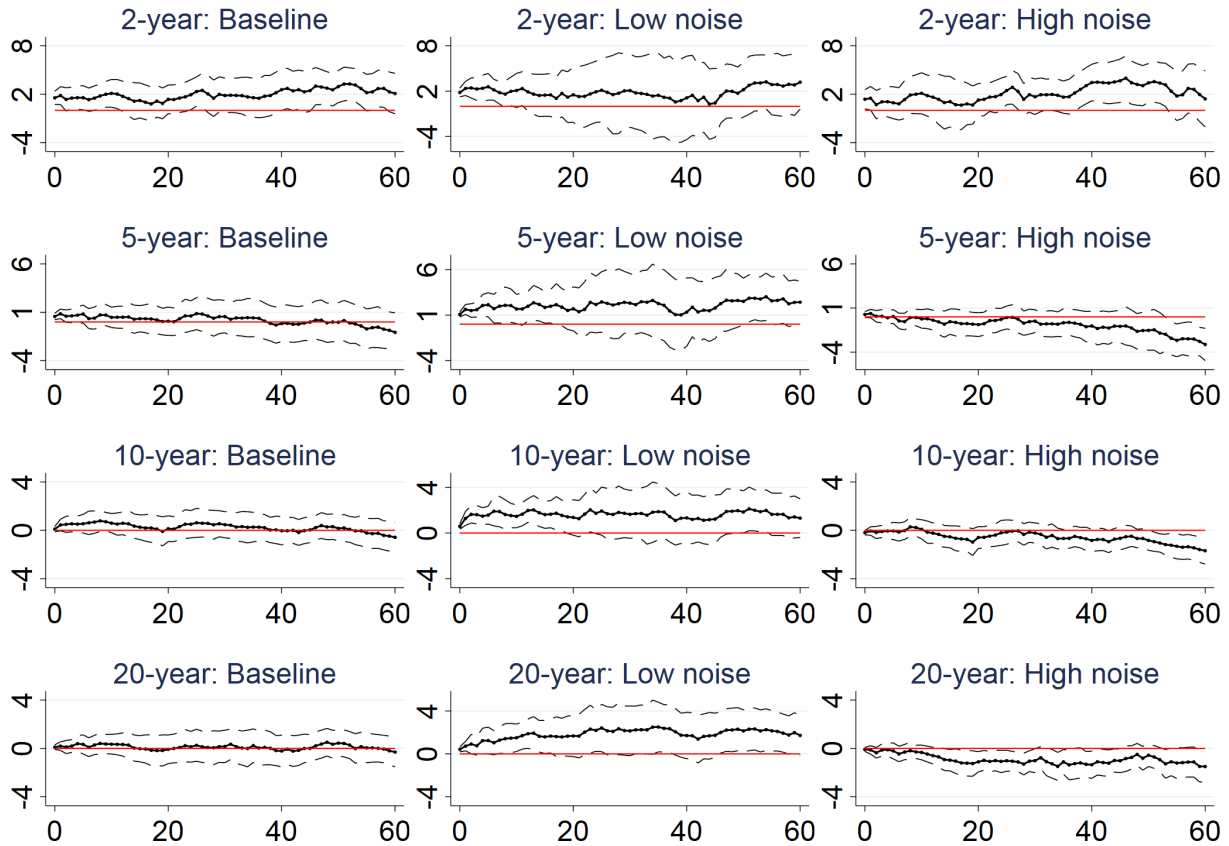 2-year: Baseline
8
2
-4
0 20 40 60
2-year: Low noise
8
2
-4
0 20 40 60
2-year: High noise
8
2
-4
0 20 40 60
5-year: Baseline
6
1
-4
0 20 40 60
5-year: Low noise
6
1
-4
0 20 40 60
5-year: High noise
6
1
-4
0 20 40 60
10-year: Baseline
4
0
-4
0 20 40 60
10-year: Low noise
4
0
-4
0 20 40 60
10-year: High noise
4
0
-4
0 20 40 60
20-year: Baseline
4
0
-4
0 20 40 60
20-year: Low noise
4
0
-4
0 20 40 60
20-year: High noise
4
0
-4
0 20 40 60